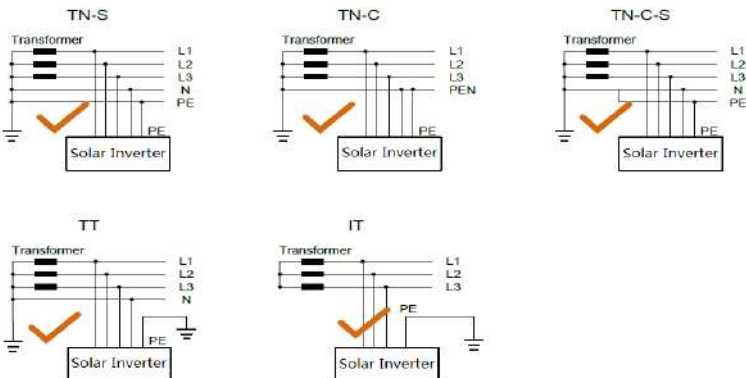 TN-S
TN-C
TN-C-S
Transformer
L1
L2
L3
N
PE
PE
Solar Inverter
Transformer
L1
L2
L3
PEN
PE
Solar Inverter
Transformer
L1
L2
L3
N
PE
PE
Solar Inverter
TT
IT
Transformer
L1
L2
L3
N
PE
Solar Inverter
Transformer
L1
L2
L3
PE
Solar Inverter